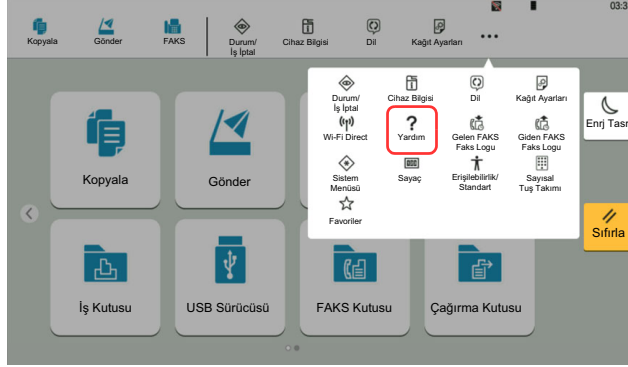 03:3
Kopyala
Gönder
FAKS
Durum/
İş İptal
Cihaz Bilgisi
Dil
Kağıt Ayarları
Durum/
İş İptal
Cihaz Bilgisi
Dil
Kağıt Ayarları
Wi-Fi Direct
? Yardım
Gelen FAKS
Faks Logu
Giden FAKS
Faks Logu
Sistem
Menüsü
Sayaç
Erişilebilirlik/
Standart
Sayısal
Tuş Takımı
Favoriler
Enrj Tasr
Sıfırla
Kopyala
Gönder
İş Kutusu
USB Sürücüsü
FAKS Kutusu
Çağırma Kutusu